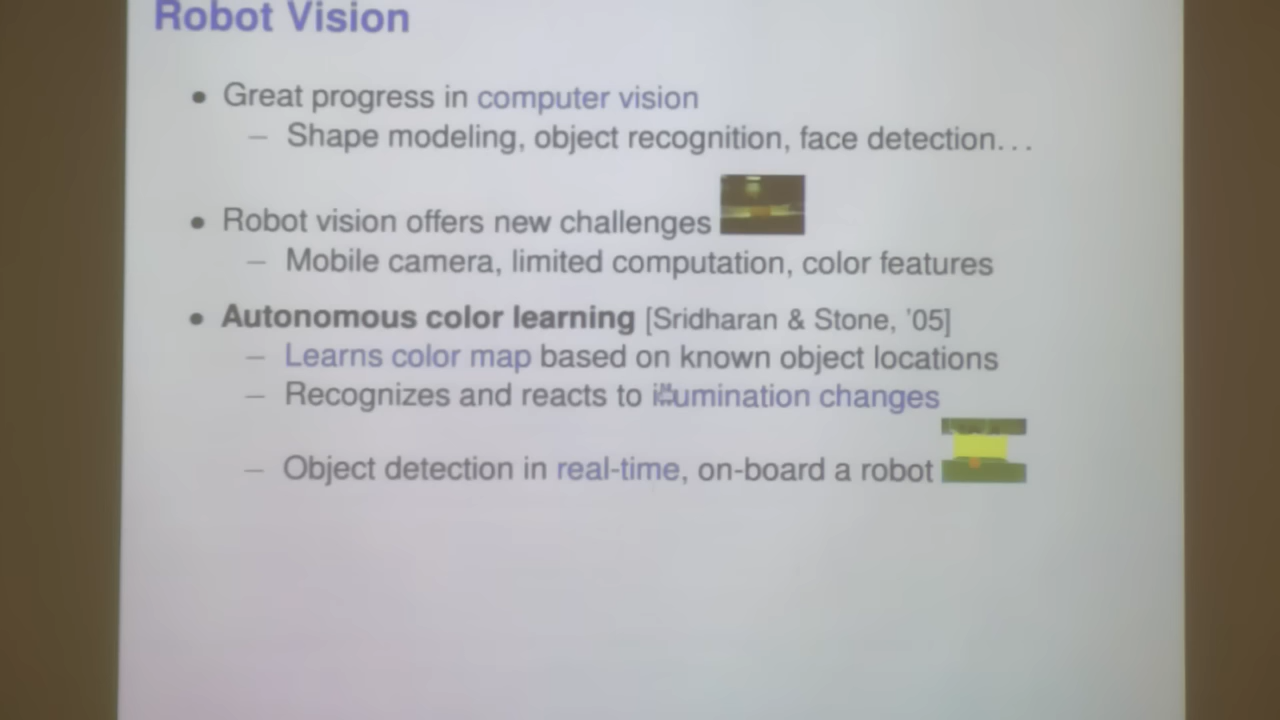 Robot Vision
• Great progress in computer vision
– Shape modeling, object recognition, face detection...
• Robot vision offers new challenges
– Mobile camera, limited computation, color features
• Autonomous color learning [Sridharan & Stone, '05]
– Learns color map based on known object locations
– Recognizes and reacts to illumination changes
– Object detection in real-time, on-board a robot